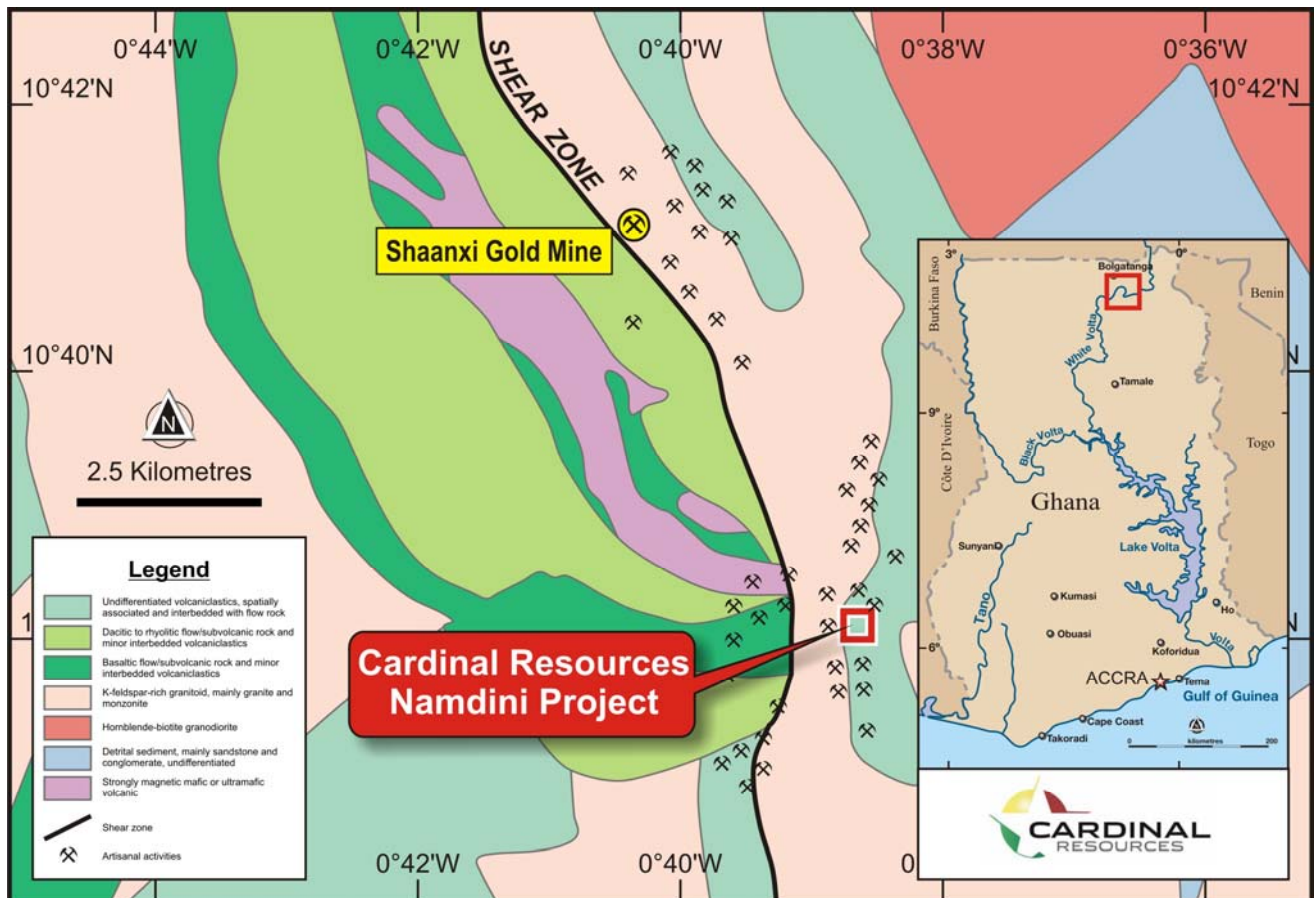 0°44'W
0°42'W
0°40'W
0°38'W
0°36'W
10°42'N
10°42'N
SHEAR ZONE
Shaanxi Gold Mine
10°40'N
N
N
2.5 Kilometres
Legend
Undifferentiated volcaniclastics, spatially
associated and interbedded with flow rock
Dacitic to rhyolitic flow/subvolcanic rock and
minor interbedded volcaniclastics
Basaltic flow/subvolcanic rock and minor
interbedded volcaniclastics
K-feldspar-rich granitoid, mainly granite and
monzonite
Hornblende-biotite granodiorite
Detrital sediment, mainly sandstone and
conglomerate, undifferentiated
Strongly magnetic mafic or ultramafic
volcanic
Shear zone
Artisanal activities
Cardinal Resources
Namdini Project
0°42'W
0°40'W
3°
0°
Bolgatanga
Burkina Faso
Benin
White Volta
Tamale
9°
Black Volta
Togo
Côte D'Ivoire
Ghana
Sunyani
Lake Volta
Kumasi
Ho
Tano
Obuasi
Volta
6°
Koforidua
ACCRA
Tema
Gulf of Guinea
Cape Coast
Takoradi
0
kilometres
200
CARDINAL
RESOURCES